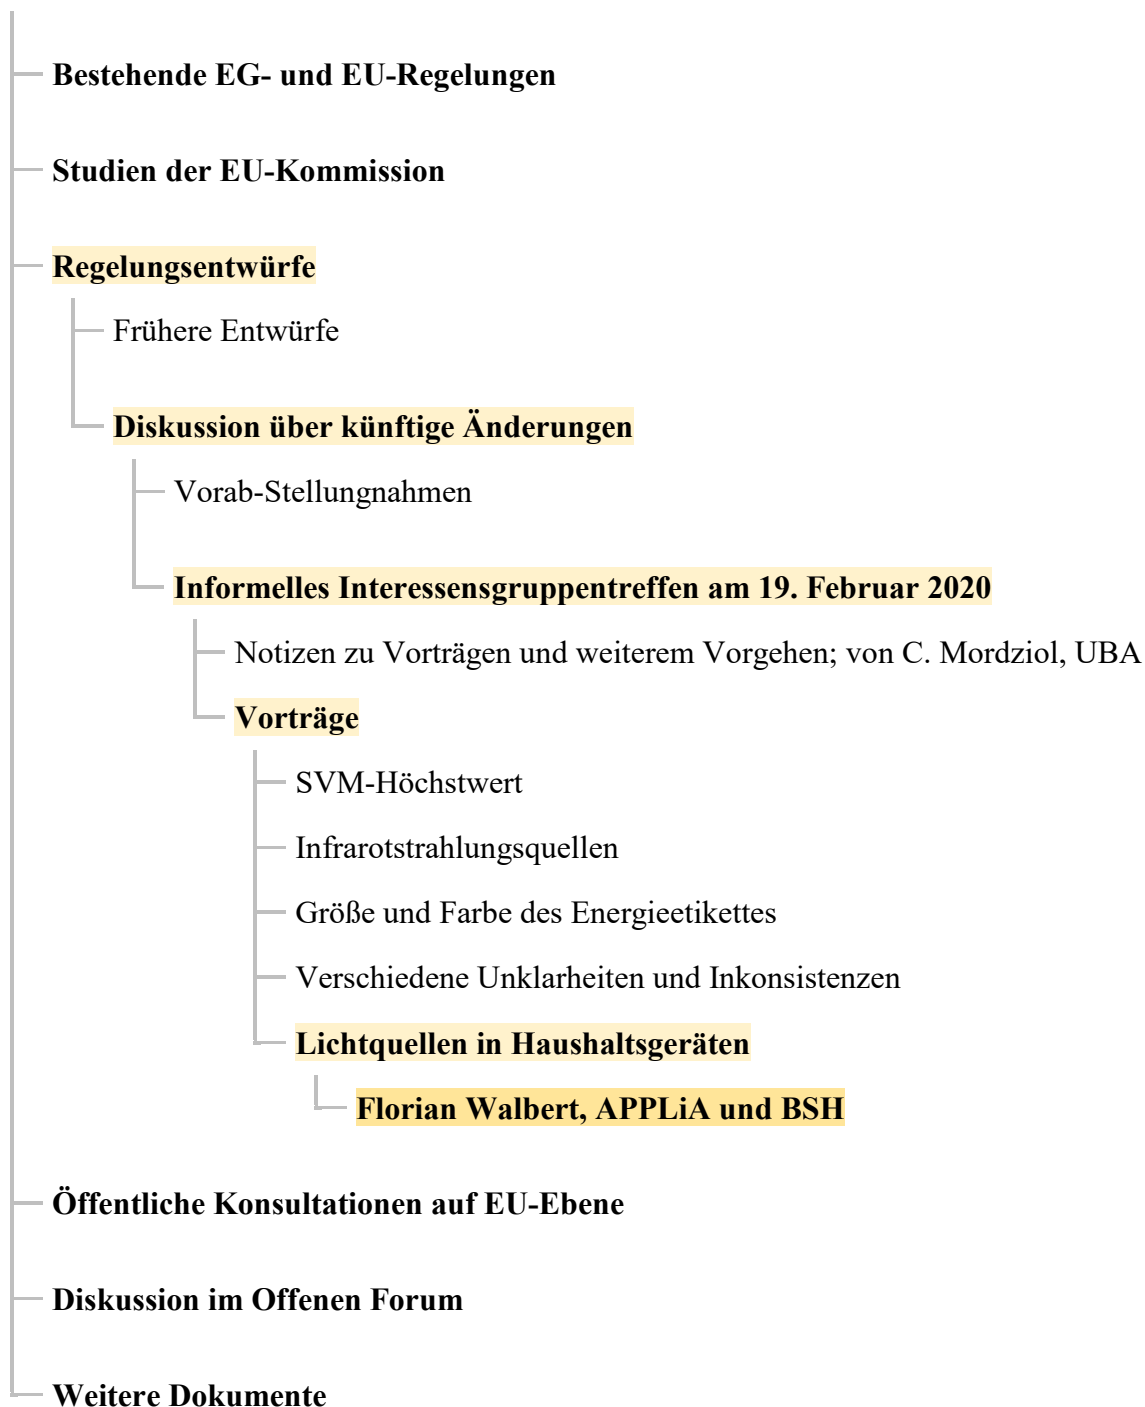 Bestehende EG- und EU-Regelungen
Studien der EU-Kommission
Regelungsentwürfe
Frühere Entwürfe
Diskussion über künftige Änderungen
Vorab-Stellungnahmen
Informelles Interessensgruppentreffen am 19. Februar 2020
Notizen zu Vorträgen und weiterem Vorgehen; von C. Mordziol, UBA
Vorträge
SVM-Höchstwert
Infrarotstrahlungsquellen
Größe und Farbe des Energieetikettes
Verschiedene Unklarheiten und Inkonsistenzen
Lichtquellen in Haushaltsgeräten
Florian Walbert, APPLiA und BSH
Öffentliche Konsultationen auf EU-Ebene
Diskussion im Offenen Forum
Weitere Dokumente